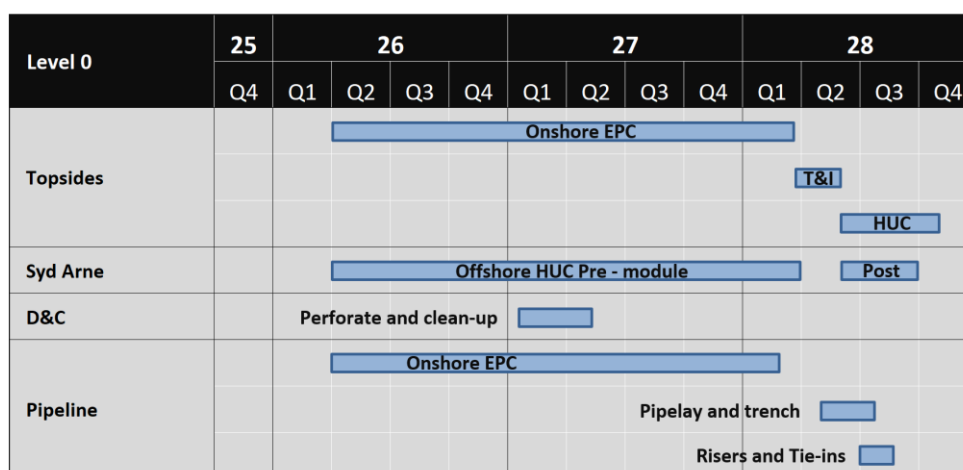 Level 0
25 26 27 28
Q4 Q1 Q2 Q3 Q4 Q1 Q2 Q3 Q4 Q1 Q2 Q3 Q4
Topsides
Onshore EPC
T&I
HUC
Syd Arne
Offshore HUC Pre - module
Post
D&C
Perforate and clean-up
Pipeline
Onshore EPC
Pipelay and trench
Risers and Tie-ins